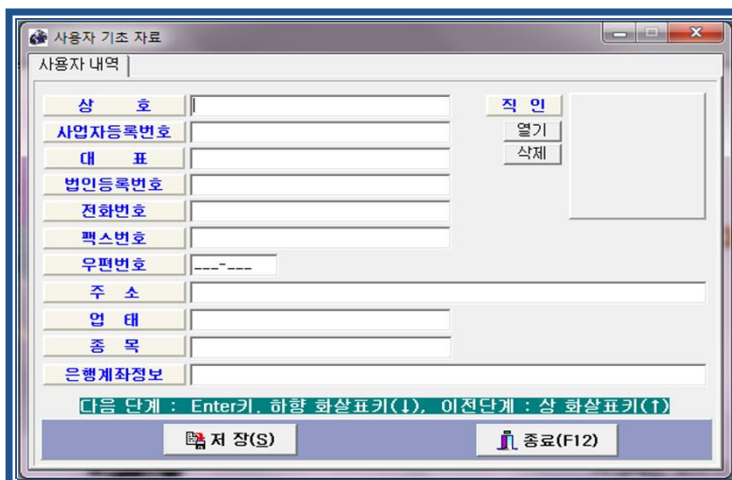 사용자 기초 자료
사용자 내역
상 호
직 인
사업자등록번호
열기
대 표
삭제
법인등록번호
전화번호
팩스번호
우편번호 ___-___
주 소
업 태
종 목
은행계좌정보
다음 단계 : Enter키, 하향 화살표키(↓), 이전단계 : 상 화살표키(↑)
저 장(S) 종료(F12)